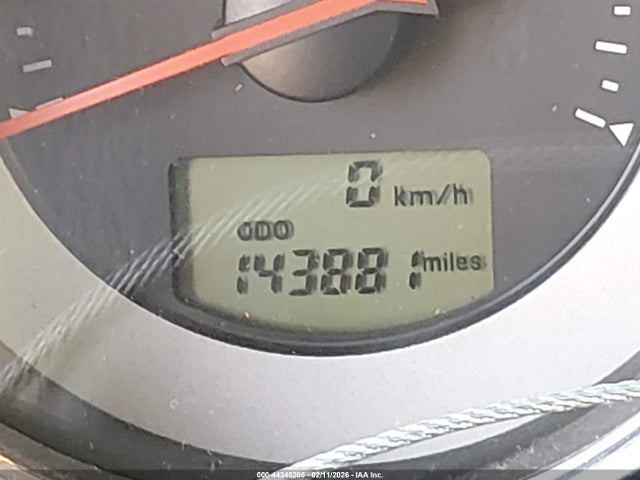 0 km/h
ODO
143881 miles
000-44345205 - 02/11/2026 - IAA Inc.